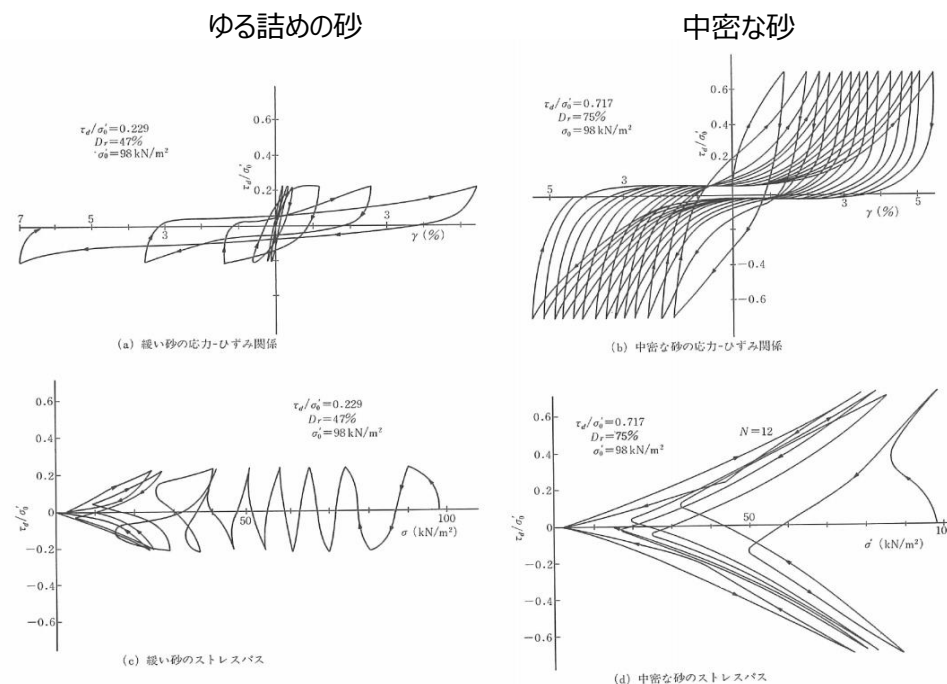 ゆる詰めの砂
中密な砂
0.6
0.4
0.2
τd/σ0'
τd/σ0'=0.229
Dr=47%
σ0'=98 kN/m²
7
5
3
3
γ(%)
(a) 緩い砂の応力-ひずみ関係
0.6
0.4
0.2
τd/σ0'
τd/σ0'=0.717
Dr=75%
σ0=98 kN/m²
5
3
3
5
γ(%)
-0.4
-0.6
(b) 中密な砂の応力-ひずみ関係
0.6
0.4
0.2
0
-0.2
-0.4
-0.6
τd/σ0'
τd/σ0'=0.229
Dr=47%
σ0'=98 kN/m²
50
100
σ(kN/m²)
(c) 緩い砂のストレスパス
0.6
0.4
0.2
0
-0.2
-0.4
-0.6
τd/σ0'
τd/σ0'=0.717
Dr=75%
σ0'=98 kN/m²
N=12
50
10
σ'(kN/m²)
(d) 中密な砂のストレスパス